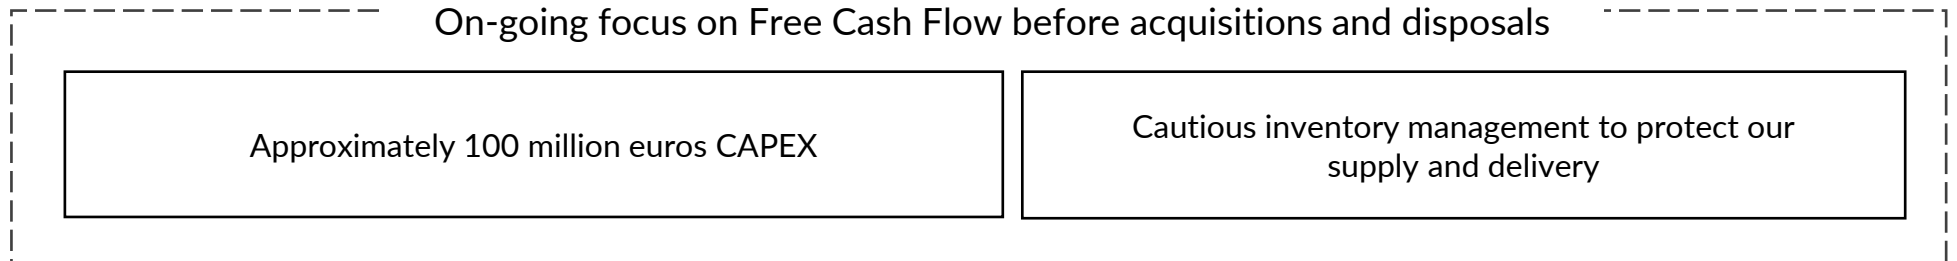 On-going focus on Free Cash Flow before acquisitions and disposals
Approximately 100 million euros CAPEX
Cautious inventory management to protect our
supply and delivery